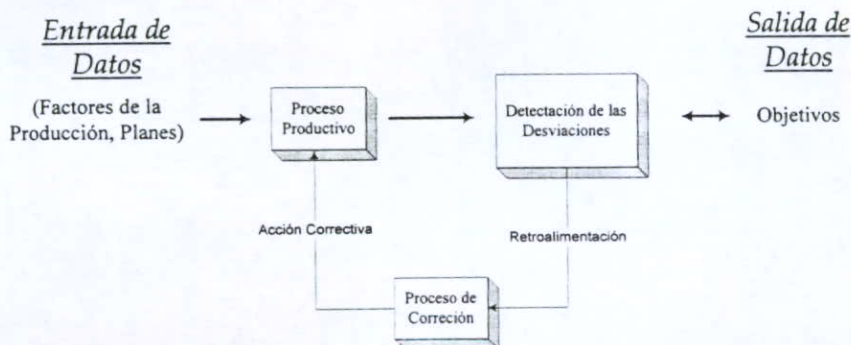 Entrada de
Datos
(Factores de la
Producción, Planes)
Proceso
Productivo
Detectación de las
Desviaciones
Salida de
Datos
Objetivos
Acción Correctiva
Retroalimentación
Proceso de
Correción